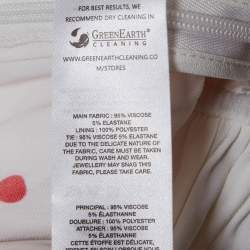 FOR BEST RESULTS, WE
RECOMMEND DRY CLEANING IN
GREENEARTH®
CLEANING
WWW.GREENEARTHCLEANING.CO
M/STORES
MAIN FABRIC : 95% VISCOSE
5% ELASTANE
LINING : 100% POLYESTER
TIE : 95% VISCOSE 5% ELASTANE
DUE TO THE DELICATE NATURE OF
THE FABRIC, CARE MUST BE TAKEN
DURING WASH AND WEAR.
JEWELLERY MAY SNAG THIS
FABRIC, PLEASE TAKE CARE.
PRINCIPAL : 95% VISCOSE
5% ÉLASTHANNE
DOUBLURE : 100% POLYESTER
ATTACHER : 95% VISCOSE
5% ÉLASTHANNE
CETTE ÉTOFFE EST DÉLICATE